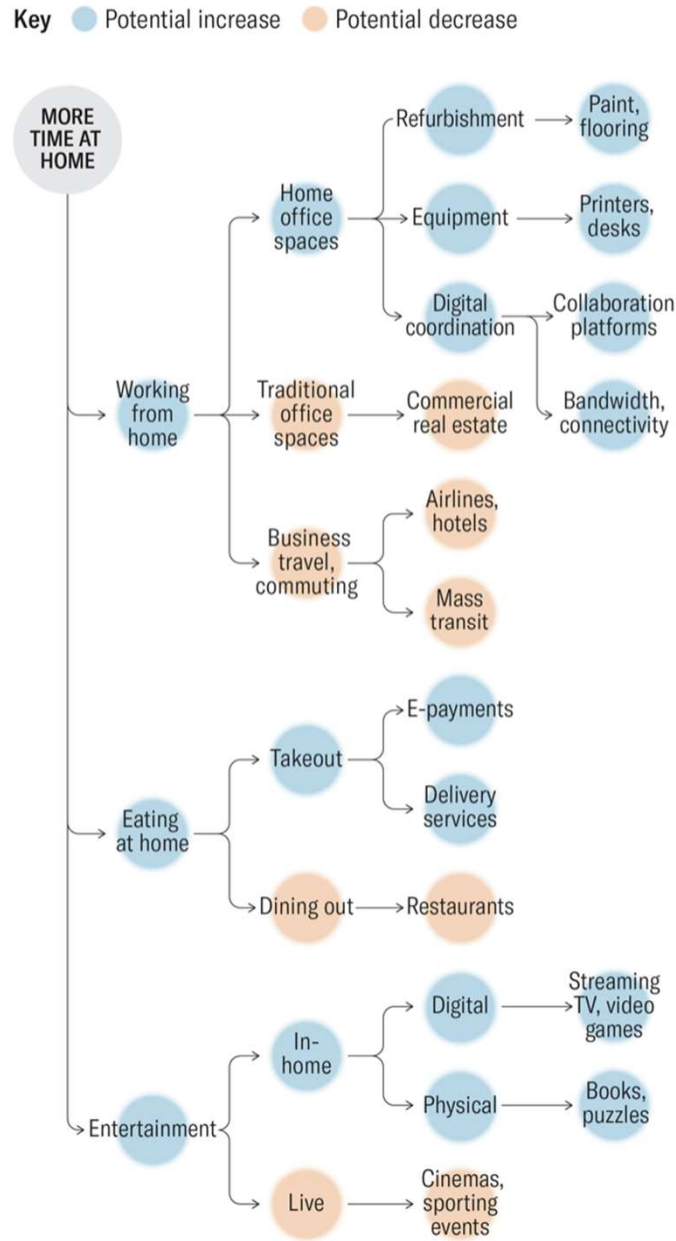 Key Potential increase Potential decrease
MORE
TIME AT
HOME
Working
from
home
Home
office
spaces
Refurbishment
Paint,
flooring
Equipment
Printers,
desks
Digital
coordination
Collaboration
platforms
Bandwidth,
connectivity
Traditional
office
spaces
Commercial
real estate
Business
travel,
commuting
Airlines,
hotels
Mass
transit
Eating
at home
Takeout
E-payments
Delivery
services
Dining out
Restaurants
Entertainment
In-
home
Digital
Streaming
TV, video
games
Physical
Books,
puzzles
Live
Cinemas,
sporting
events